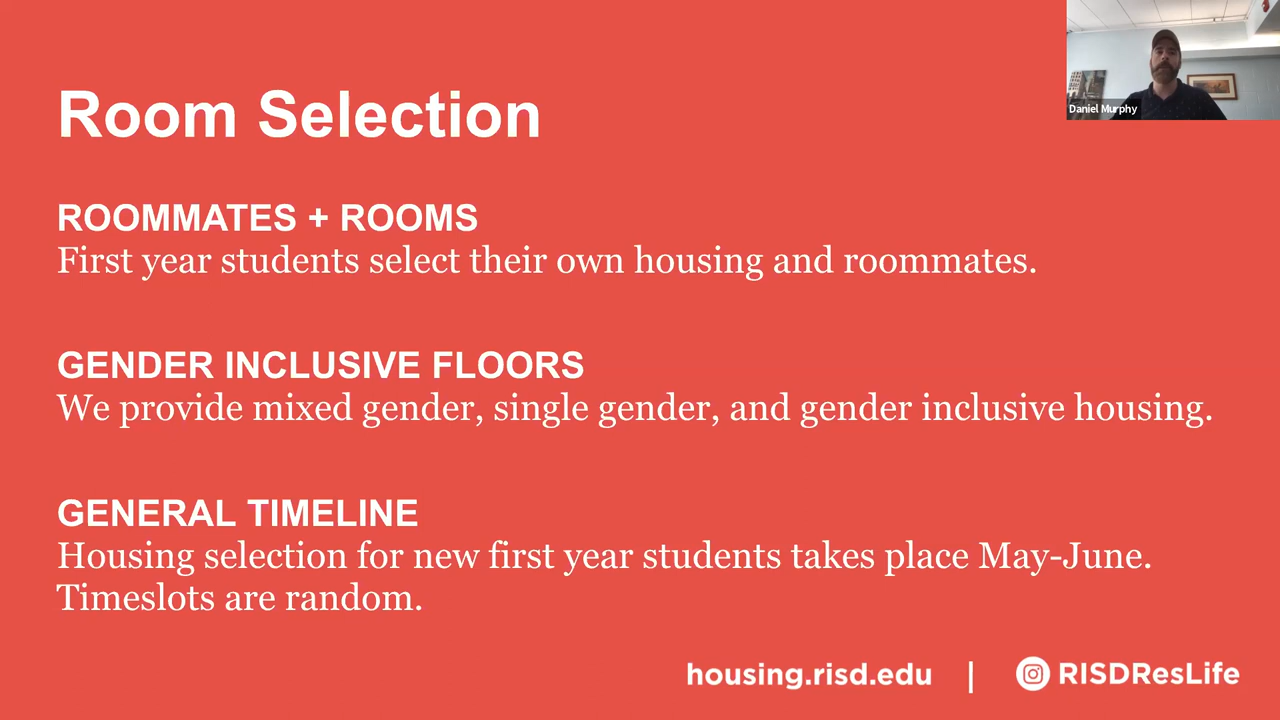 Room Selection
Daniel Murphy
ROOMMATES + ROOMS
First year students select their own housing and roommates.
GENDER INCLUSIVE FLOORS
We provide mixed gender, single gender, and gender inclusive housing.
GENERAL TIMELINE
Housing selection for new first year students takes place May-June.
Timeslots are random.
housing.risd.edu | RISDResLife